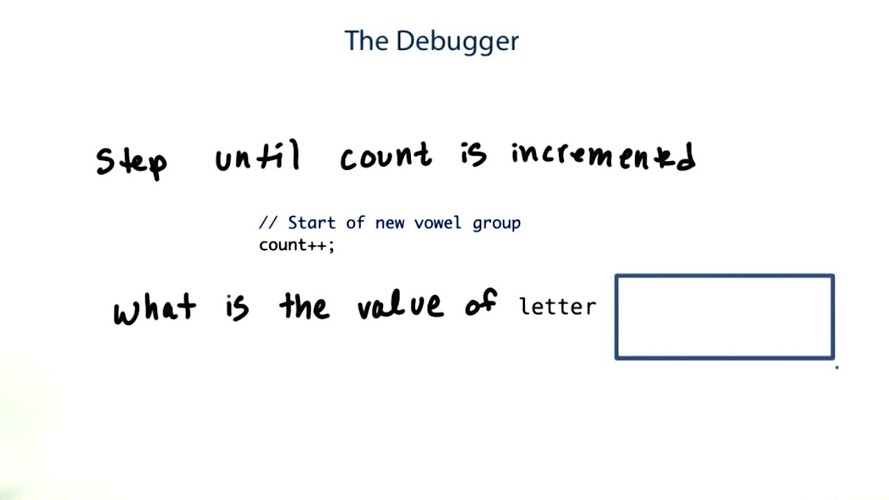 The Debugger
Step until count is incremented
// Start of new vowel group
count++;
what is the value of letter